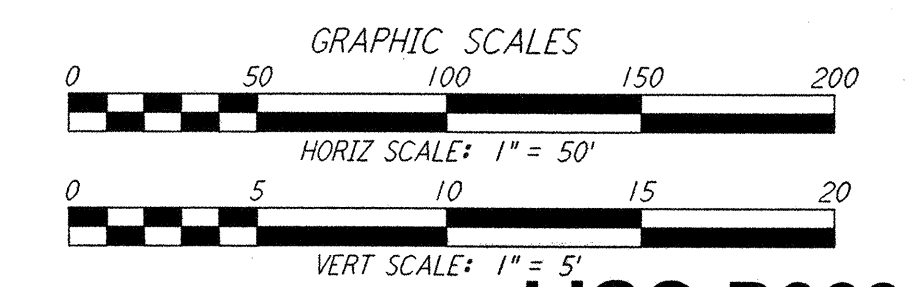 GRAPHIC SCALES
0 50 100 150 200
HORIZ SCALE: 1" = 50'
0 5 10 15 20
VERT SCALE: 1" = 5'